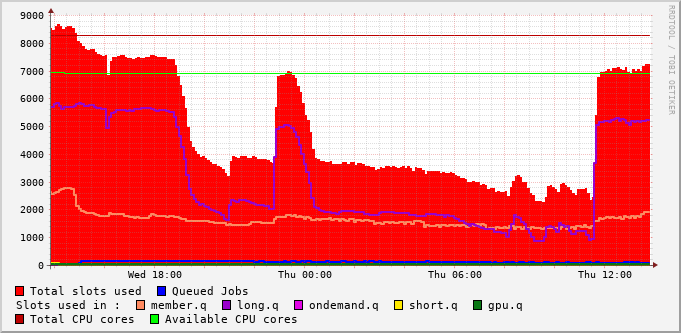 RRDTOOL / TOBI OETIKER
9000
8000
7000
6000
5000
4000
3000
2000
1000
0
Wed 18:00 Thu 00:00 Thu 06:00 Thu 12:00
Total slots used Queued Jobs
Slots used in : member.q long.q ondemand.q short.q gpu.q
Total CPU cores Available CPU cores